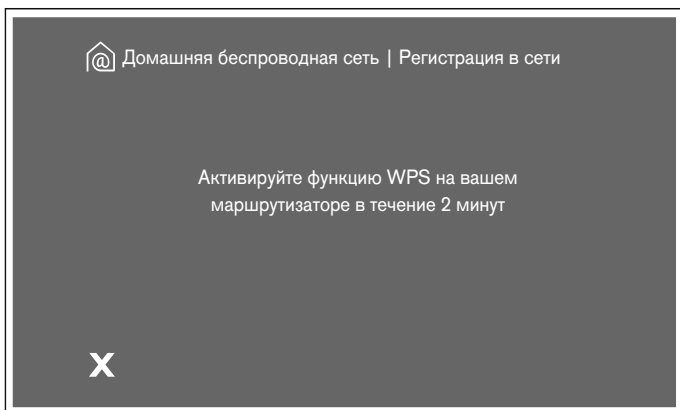 Домашняя беспроводная сеть | Регистрация в сети
Активируйте функцию WPS на вашем
маршрутизаторе в течение 2 минут
X